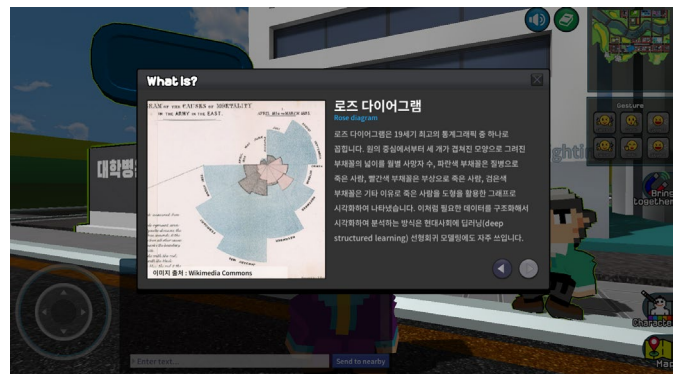 What is?
로즈 다이어그램
Rose diagram
로즈 다이어그램은 19세기 최고의 통계그래픽 중 하나로
꼽힙니다. 원의 중심에서부터 세 개가 겹쳐진 모양으로 그려진
부채꼴의 넓이를 월별 사망자 수, 파란색 부채꼴은 질병으로
죽은 사람, 빨간색 부채꼴은 부상으로 죽은 사람, 검은색
부채꼴은 기타 이유로 죽은 사람를 도형을 활용한 그래프로
시각화하여 나타냈습니다. 이처럼 필요한 데이터를 구조화해서
시각화하여 분석하는 방식은 현대사회에 딥러닝(deep
structured learning) 선형회귀 모델링에도 자주 쓰입니다.
RAM OF THE CAUSES OF MORTALITY
IN THE ARMY IN THE EAST.
이미지 출처 : Wikimedia Commons
대학병
Gesture
Bring
together
Character
Map
Enter text...
Send to nearby